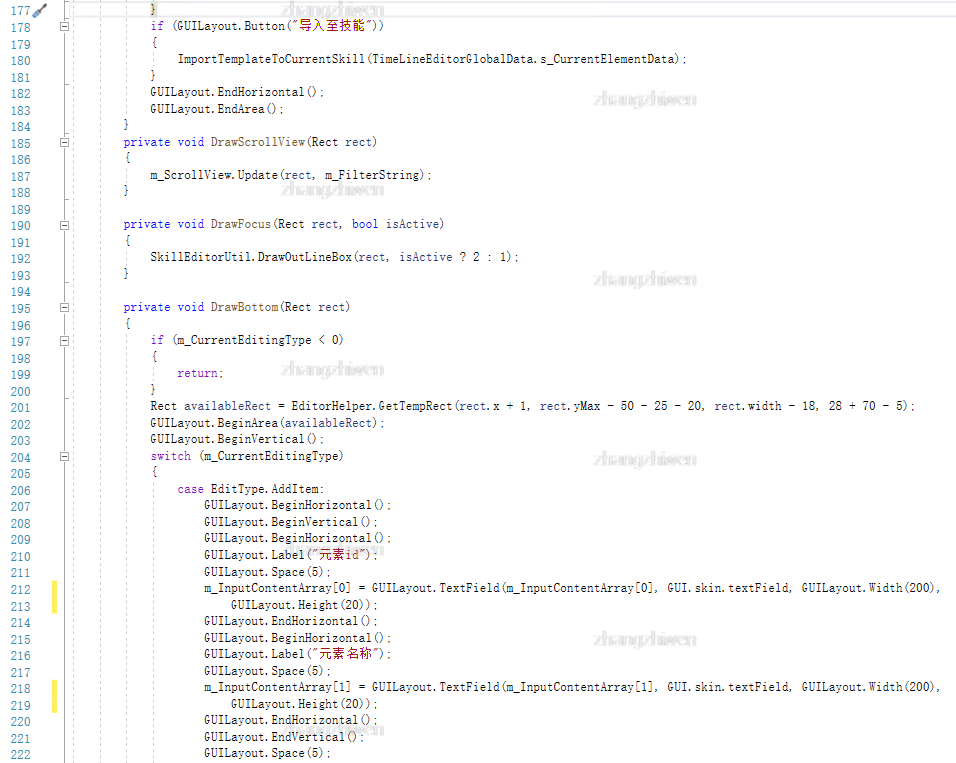 177 }
178 if (GUILayout.Button("导入至技能"))
179 {
180 ImportTemplateToCurrentSkill(TimeLineEditorGlobalData.s_CurrentElementData);
181 }
182 GUILayout.EndHorizontal();
183 GUILayout.EndArea();
184 }
185 private void DrawScrollView(Rect rect)
186 {
187 m_ScrollView.Update(rect, m_FilterString);
188 }
189
190 private void DrawFocus(Rect rect, bool isActive)
191 {
192 SkillEditorUtil.DrawOutLineBox(rect, isActive ? 2 : 1);
193 }
194
195 private void DrawBottom(Rect rect)
196 {
197 if (m_CurrentEditingType < 0)
198 {
199 return;
200 }
201 Rect availableRect = EditorHelper.GetTempRect(rect.x + 1, rect.yMax - 50 - 25 - 20, rect.width - 18, 28 + 70 - 5);
202 GUILayout.BeginArea(availableRect);
203 GUILayout.BeginVertical();
204 switch (m_CurrentEditingType)
205 {
206 case EditType.AddItem:
207 GUILayout.BeginHorizontal();
208 GUILayout.BeginVertical();
209 GUILayout.BeginHorizontal();
210 GUILayout.Label("元素id");
211 GUILayout.Space(5);
212 m_InputContentArray[0] = GUILayout.TextField(m_InputContentArray[0], GUI.skin.textField, GUILayout.Width(200),
213 GUILayout.Height(20));
214 GUILayout.EndHorizontal();
215 GUILayout.BeginHorizontal();
216 GUILayout.Label("元素名称");
217 GUILayout.Space(5);
218 m_InputContentArray[1] = GUILayout.TextField(m_InputContentArray[1], GUI.skin.textField, GUILayout.Width(200),
219 GUILayout.Height(20));
220 GUILayout.EndHorizontal();
221 GUILayout.EndVertical();
222 GUILayout.Space(5);